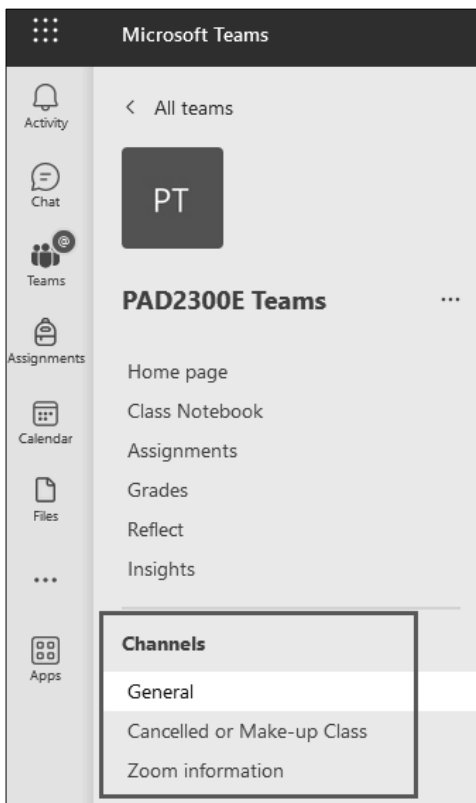 Microsoft Teams
Activity
Chat
@
Teams
Assignments
Calendar
Files
Apps
All teams
PT
PAD2300E Teams
Home page
Class Notebook
Assignments
Grades
Reflect
Insights
Channels
General
Cancelled or Make-up Class
Zoom information